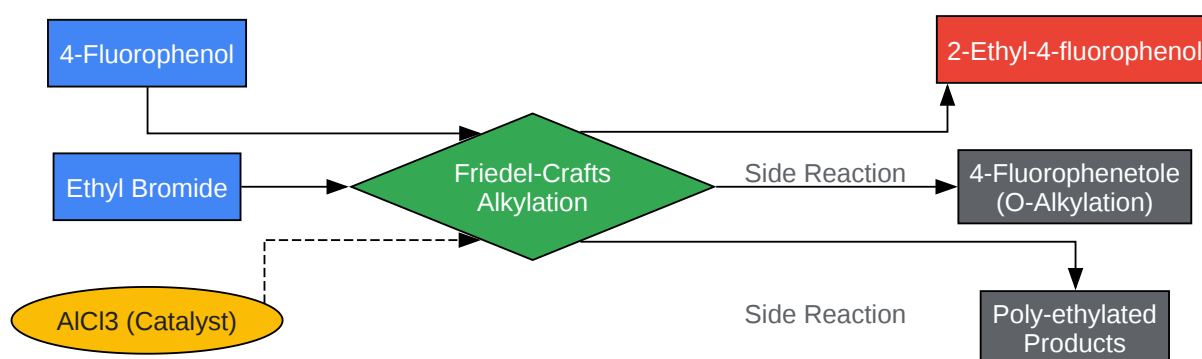 4-Fluorophenol
2-Ethyl-4-fluorophenol
Ethyl Bromide
Friedel-Crafts
Alkylation
Side Reaction
4-Fluorophenetole
(O-Alkylation)
AlCl3 (Catalyst)
Side Reaction
Poly-ethylated
Products